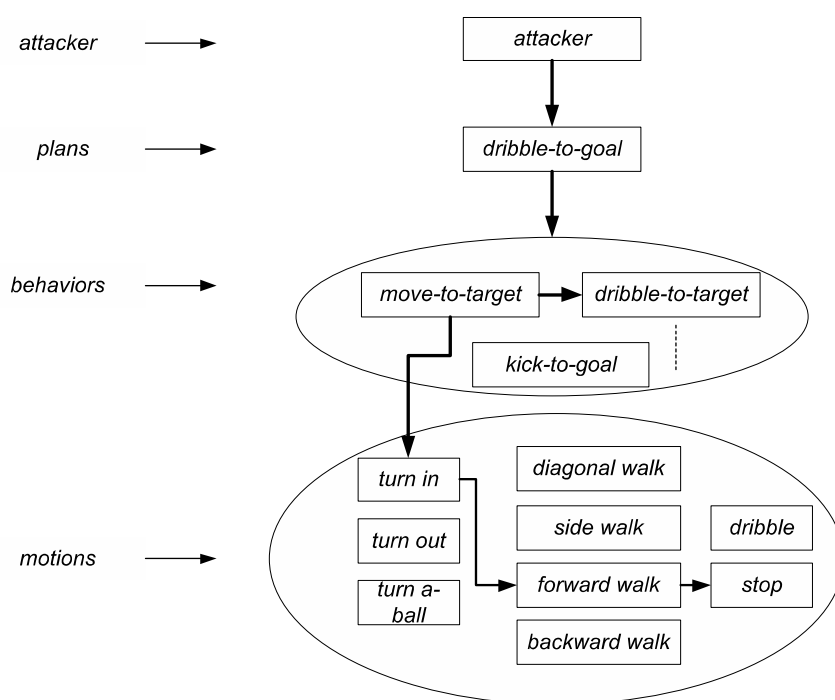 attacker
attacker
plans
dribble-to-goal
behaviors
move-to-target
dribble-to-target
kick-to-goal
motions
turn in
turn out
turn a-
ball
diagonal walk
side walk
forward walk
backward walk
dribble
stop